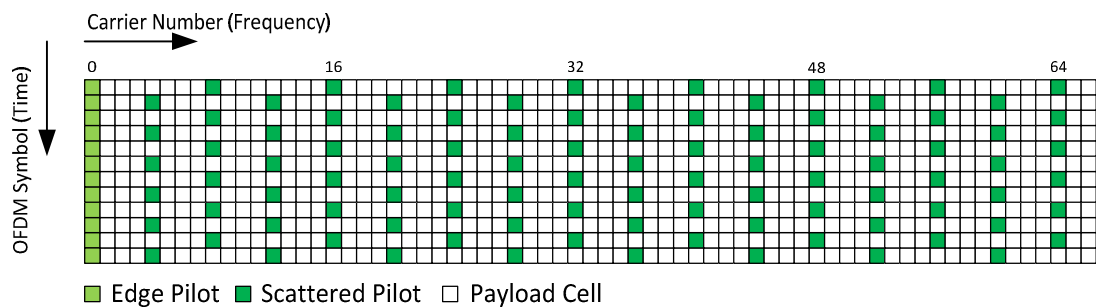 Carrier Number (Frequency)
OFDM Symbol (Time)
0 16 32 48 64
Edge Pilot Scattered Pilot Payload Cell